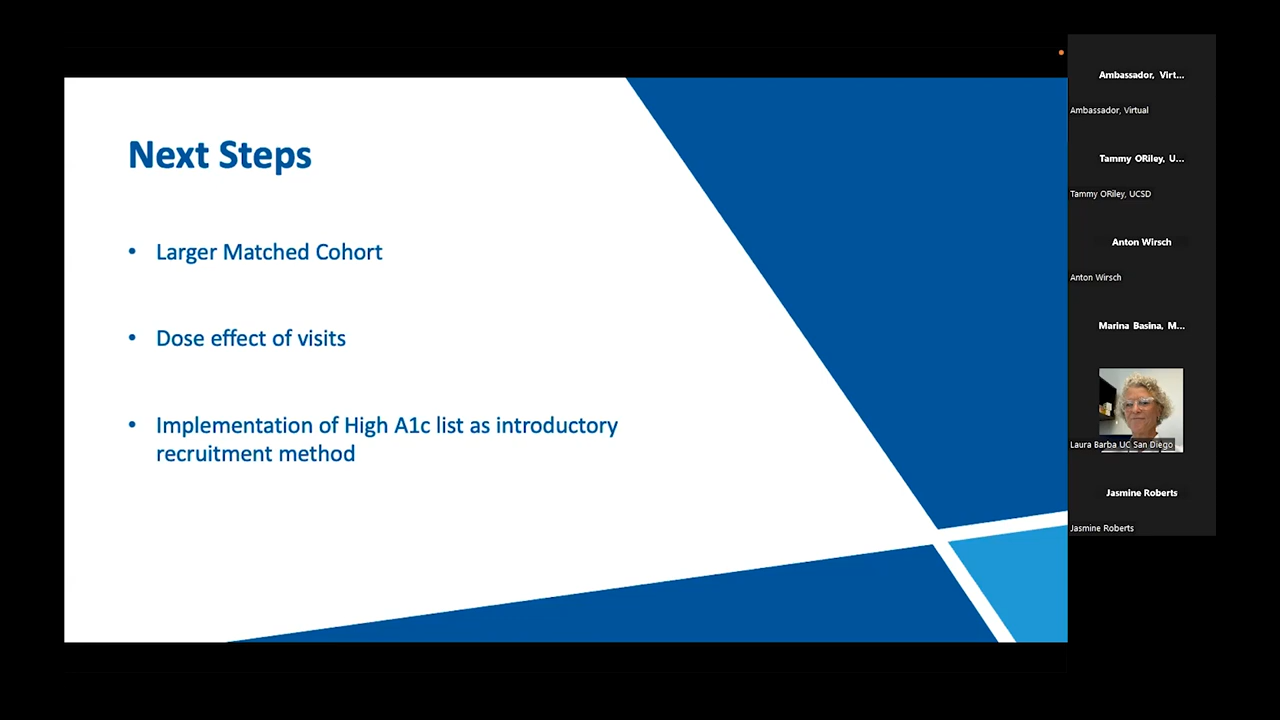 Next Steps
• Larger Matched Cohort
• Dose effect of visits
• Implementation of High A1c list as introductory
recruitment method
Ambassador, Virt...
Ambassador, Virtual
Tammy ORiley, U...
Tammy ORiley, UCSD
Anton Wirsch
Anton Wirsch
Marina Basina, M...
Laura Barba UC San Diego
Jasmine Roberts
Jasmine Roberts